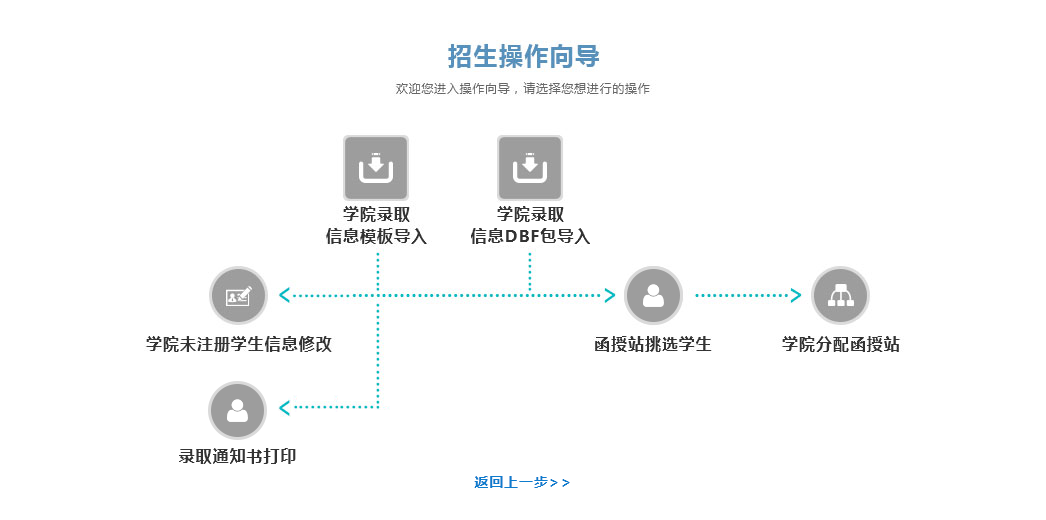 招生操作向导
欢迎您进入操作向导，请选择您想进行的操作
学院录取
信息模板导入
学院录取
信息DBF包导入
学院未注册学生信息修改
函授站挑选学生
学院分配函授站
录取通知书打印
返回上一步>>